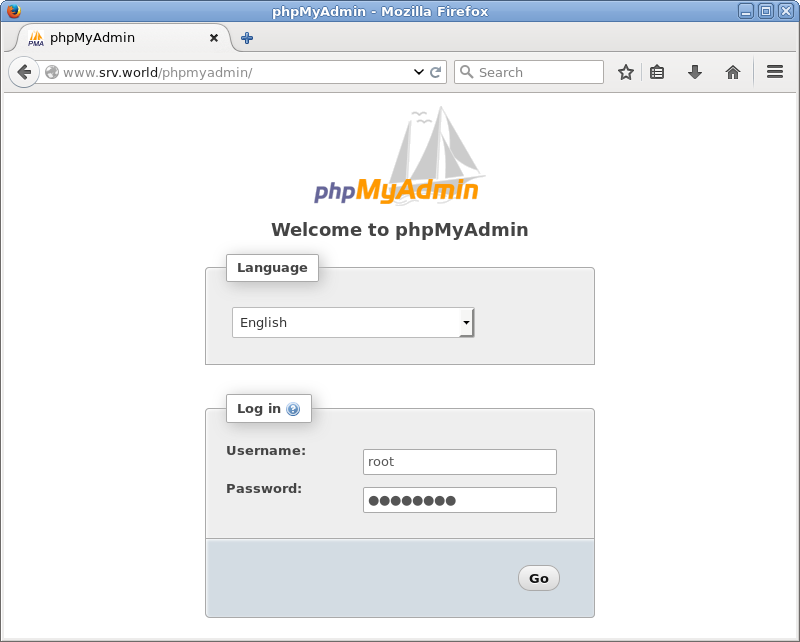 phpMyAdmin - Mozilla Firefox
PMA phpMyAdmin
www.srv.world/phpmyadmin/ Search
phpMyAdmin
Welcome to phpMyAdmin
Language
English
Log in ?
Username: root
Password: ●●●●●●●●
Go